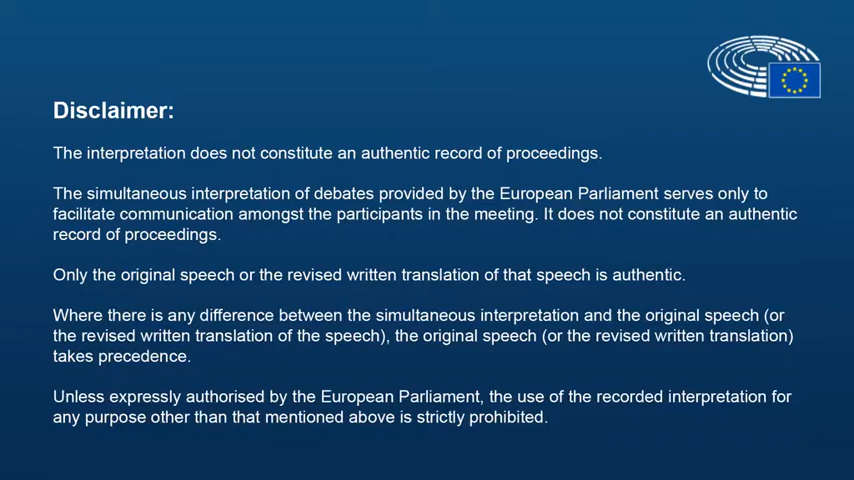 Disclaimer:
The interpretation does not constitute an authentic record of proceedings.
The simultaneous interpretation of debates provided by the European Parliament serves only to
facilitate communication amongst the participants in the meeting. It does not constitute an authentic
record of proceedings.
Only the original speech or the revised written translation of that speech is authentic.
Where there is any difference between the simultaneous interpretation and the original speech (or
the revised written translation of the speech), the original speech (or the revised written translation)
takes precedence.
Unless expressly authorised by the European Parliament, the use of the recorded interpretation for
any purpose other than that mentioned above is strictly prohibited.